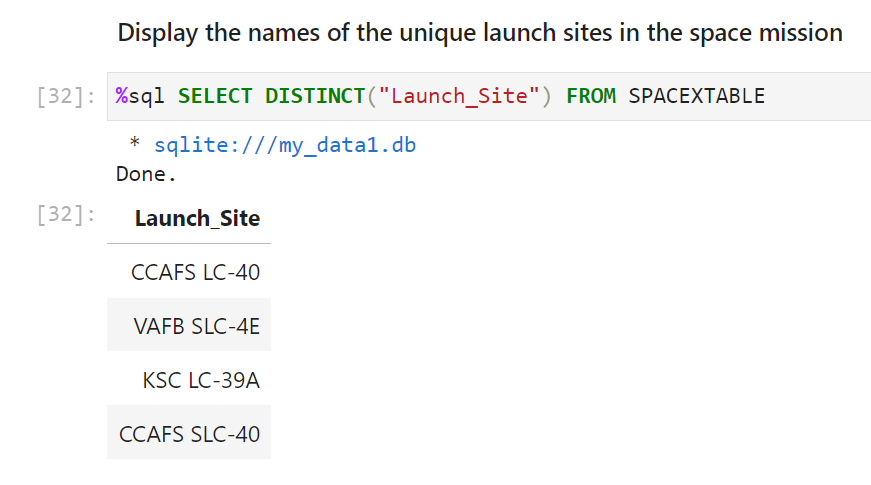 Display the names of the unique launch sites in the space mission
[32]: %sql SELECT DISTINCT("Launch_Site") FROM SPACEXTABLE
* sqlite:///my_data1.db
Done.
[32]: Launch_Site
CCAFS LC-40
VAFB SLC-4E
KSC LC-39A
CCAFS SLC-40